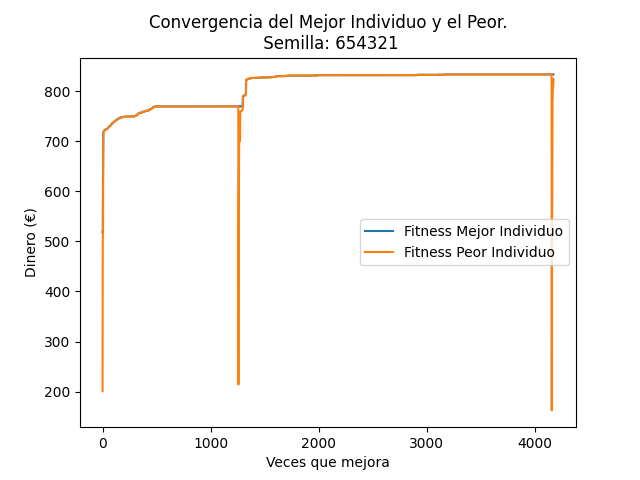 Convergencia del Mejor Individuo y el Peor.
Semilla: 654321
Dinero (€)
800
700
600
500
400
300
200
Fitness Mejor Individuo
Fitness Peor Individuo
0 1000 2000 3000 4000
Veces que mejora